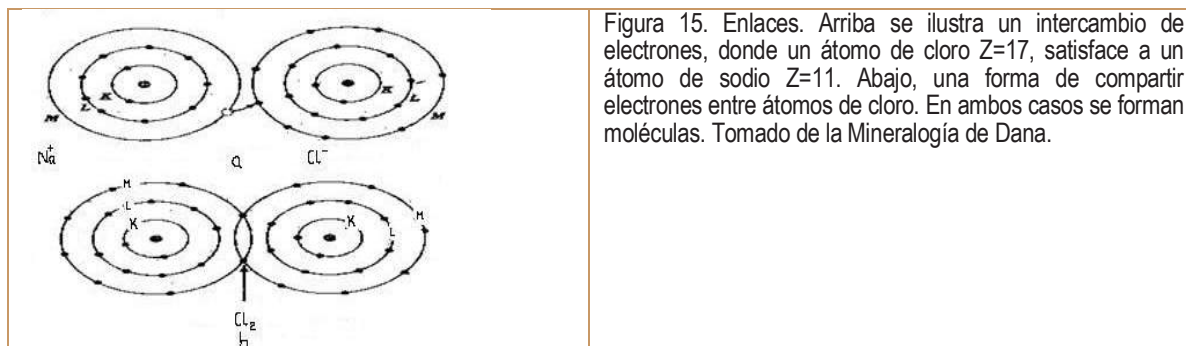 Figura 15. Enlaces. Arriba se ilustra un intercambio de
electrones, donde un átomo de cloro Z=17, satisface a un
átomo de sodio Z=11. Abajo, una forma de compartir
electrones entre átomos de cloro. En ambos casos se forman
moléculas. Tomado de la Mineralogía de Dana.
K K
L L
M M
Na⁺ a Cl⁻
M M
L L
K K
Cl₂
b